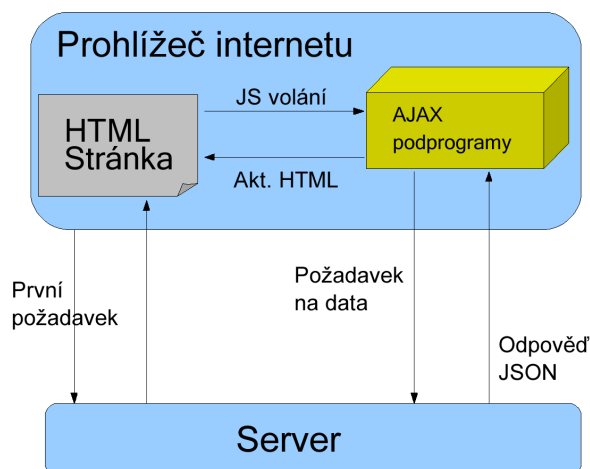 Prohlížeč internetu
HTML
Stránka
JS volání
Akt. HTML
AJAX
podprogramy
První
požadavek
Požadavek
na data
Odpověď
JSON
Server